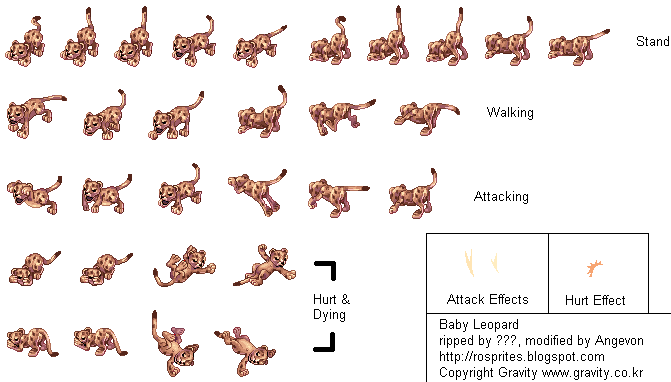 Stand
Walking
Attacking
Hurt &
Dying
Attack Effects
Hurt Effect
Baby Leopard
ripped by ???, modified by Angevon
http://rosprites.blogspot.com
Copyright Gravity www.gravity.co.kr